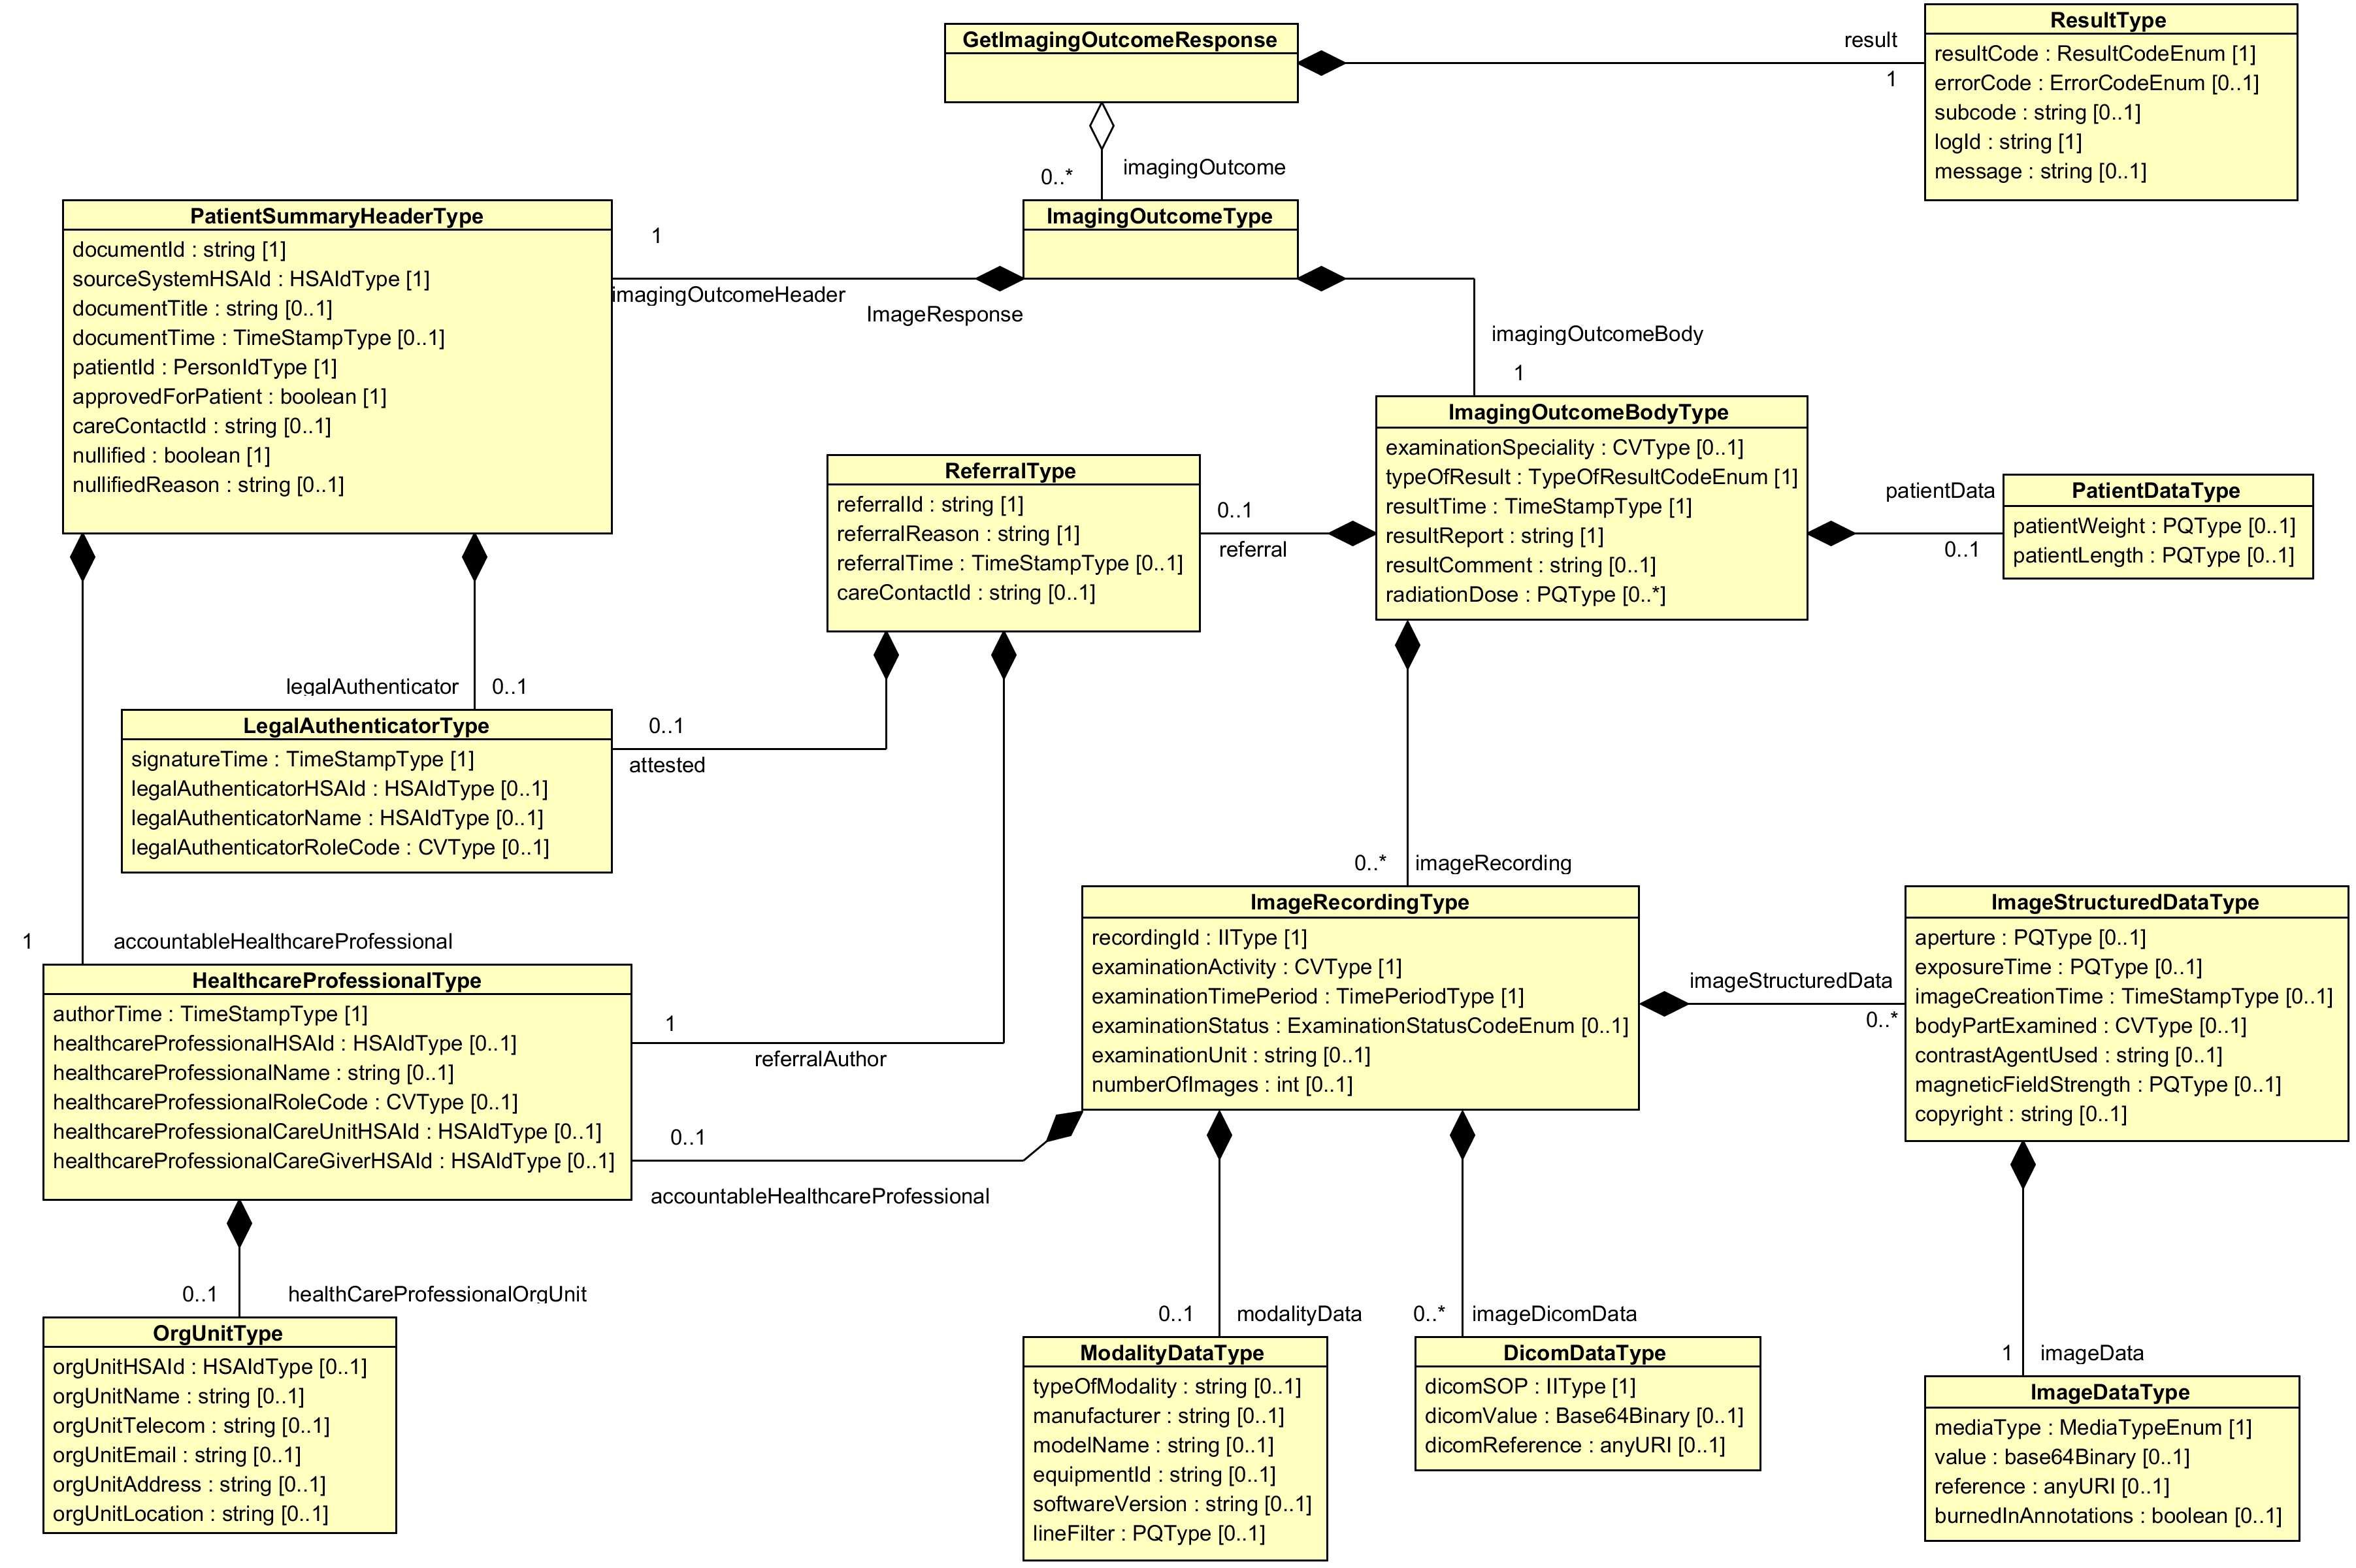 GetImagingOutcomeResponse
result
1
ResultType
resultCode : ResultCodeEnum [1]
errorCode : ErrorCodeEnum [0..1]
subcode : string [0..1]
logId : string [1]
message : string [0..1]
0..*
imagingOutcome
ImagingOutcomeType
PatientSummaryHeaderType
documentId : string [1]
sourceSystemHSAId : HSAIdType [1]
documentTitle : string [0..1]
documentTime : TimeStampType [0..1]
patientId : PersonIdType [1]
approvedForPatient : boolean [1]
careContactId : string [0..1]
nullified : boolean [1]
nullifiedReason : string [0..1]
1
imagingOutcomeHeader
ImageResponse
imagingOutcomeBody
1
ImagingOutcomeBodyType
examinationSpeciality : CVType [0..1]
typeOfResult : TypeOfResultCodeEnum [1]
resultTime : TimeStampType [1]
resultReport : string [1]
resultComment : string [0..1]
radiationDose : PQType [0..*]
ReferralType
referralId : string [1]
referralReason : string [1]
referralTime : TimeStampType [0..1]
careContactId : string [0..1]
0..1
referral
patientData
0..1
PatientDataType
patientWeight : PQType [0..1]
patientLength : PQType [0..1]
legalAuthenticator
0..1
LegalAuthenticatorType
signatureTime : TimeStampType [1]
legalAuthenticatorHSAId : HSAIdType [0..1]
legalAuthenticatorName : HSAIdType [0..1]
legalAuthenticatorRoleCode : CVType [0..1]
0..1
attested
0..*
imageRecording
1
accountableHealthcareProfessional
HealthcareProfessionalType
authorTime : TimeStampType [1]
healthcareProfessionalHSAId : HSAIdType [0..1]
healthcareProfessionalName : string [0..1]
healthcareProfessionalRoleCode : CVType [0..1]
healthcareProfessionalCareUnitHSAId : HSAIdType [0..1]
healthcareProfessionalCareGiverHSAId : HSAIdType [0..1]
1
referralAuthor
0..1
accountableHealthcareProfessional
ImageRecordingType
recordingId : IIType [1]
examinationActivity : CVType [1]
examinationTimePeriod : TimePeriodType [1]
examinationStatus : ExaminationStatusCodeEnum [0..1]
examinationUnit : string [0..1]
numberOfImages : int [0..1]
imageStructuredData
0..*
ImageStructuredDataType
aperture : PQType [0..1]
exposureTime : PQType [0..1]
imageCreationTime : TimeStampType [0..1]
bodyPartExamined : CVType [0..1]
contrastAgentUsed : string [0..1]
magneticFieldStrength : PQType [0..1]
copyright : string [0..1]
0..1
healthCareProfessionalOrgUnit
OrgUnitType
orgUnitHSAId : HSAIdType [0..1]
orgUnitName : string [0..1]
orgUnitTelecom : string [0..1]
orgUnitEmail : string [0..1]
orgUnitAddress : string [0..1]
orgUnitLocation : string [0..1]
0..1
modalityData
ModalityDataType
typeOfModality : string [0..1]
manufacturer : string [0..1]
modelName : string [0..1]
equipmentId : string [0..1]
softwareVersion : string [0..1]
lineFilter : PQType [0..1]
0..*
imageDicomData
DicomDataType
dicomSOP : IIType [1]
dicomValue : Base64Binary [0..1]
dicomReference : anyURI [0..1]
1
imageData
ImageDataType
mediaType : MediaTypeEnum [1]
value : base64Binary [0..1]
reference : anyURI [0..1]
burnedInAnnotations : boolean [0..1]